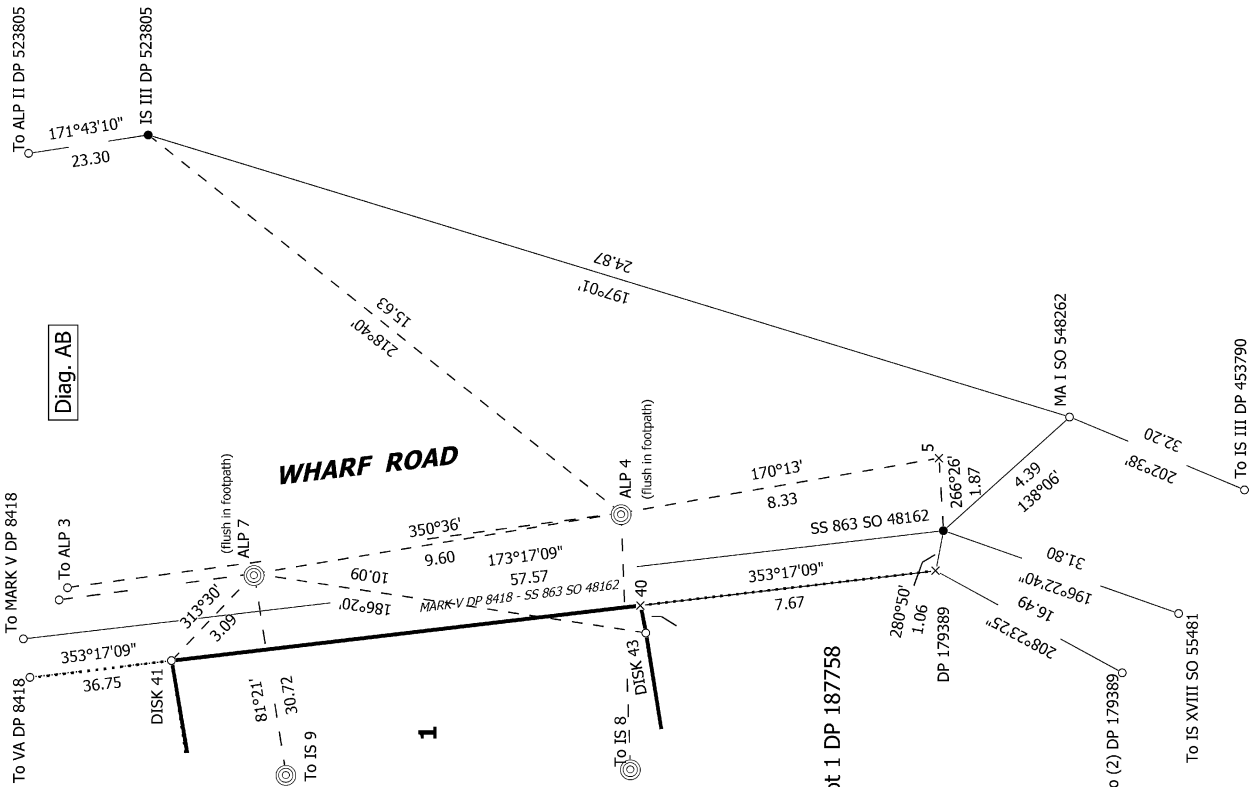 To ALP II DP 523805
IS III DP 523805
171°43'10"
23.30
Diag. AB
24.87
197°01'
15.63
218°40'
MA I SO 548262
To IS III DP 453790
32.20
202°38'
WHARF ROAD
To MARK V DP 8418
To ALP 3
(flush in footpath)
ALP 7
ALP 4
(flush in footpath)
350°36'
9.60
170°13'
8.33
5
266°26'
1.87
4.39
138°06'
SS 863 SO 48162
10.09
186°20'
173°17'09"
57.57
MARK V DP 8418 - SS 863 SO 48162
313°30'
3.09
40
353°17'09"
7.67
31.80
196°22'40"
16.49
208°23'25"
280°50'
1.06
DP 179389
353°17'09"
36.75
To VA DP 8418
DISK 41
DISK 43
81°21'
30.72
To IS 9
1
To IS 8
ot 1 DP 187758
o (2) DP 179389
To IS XVIII SO 55481